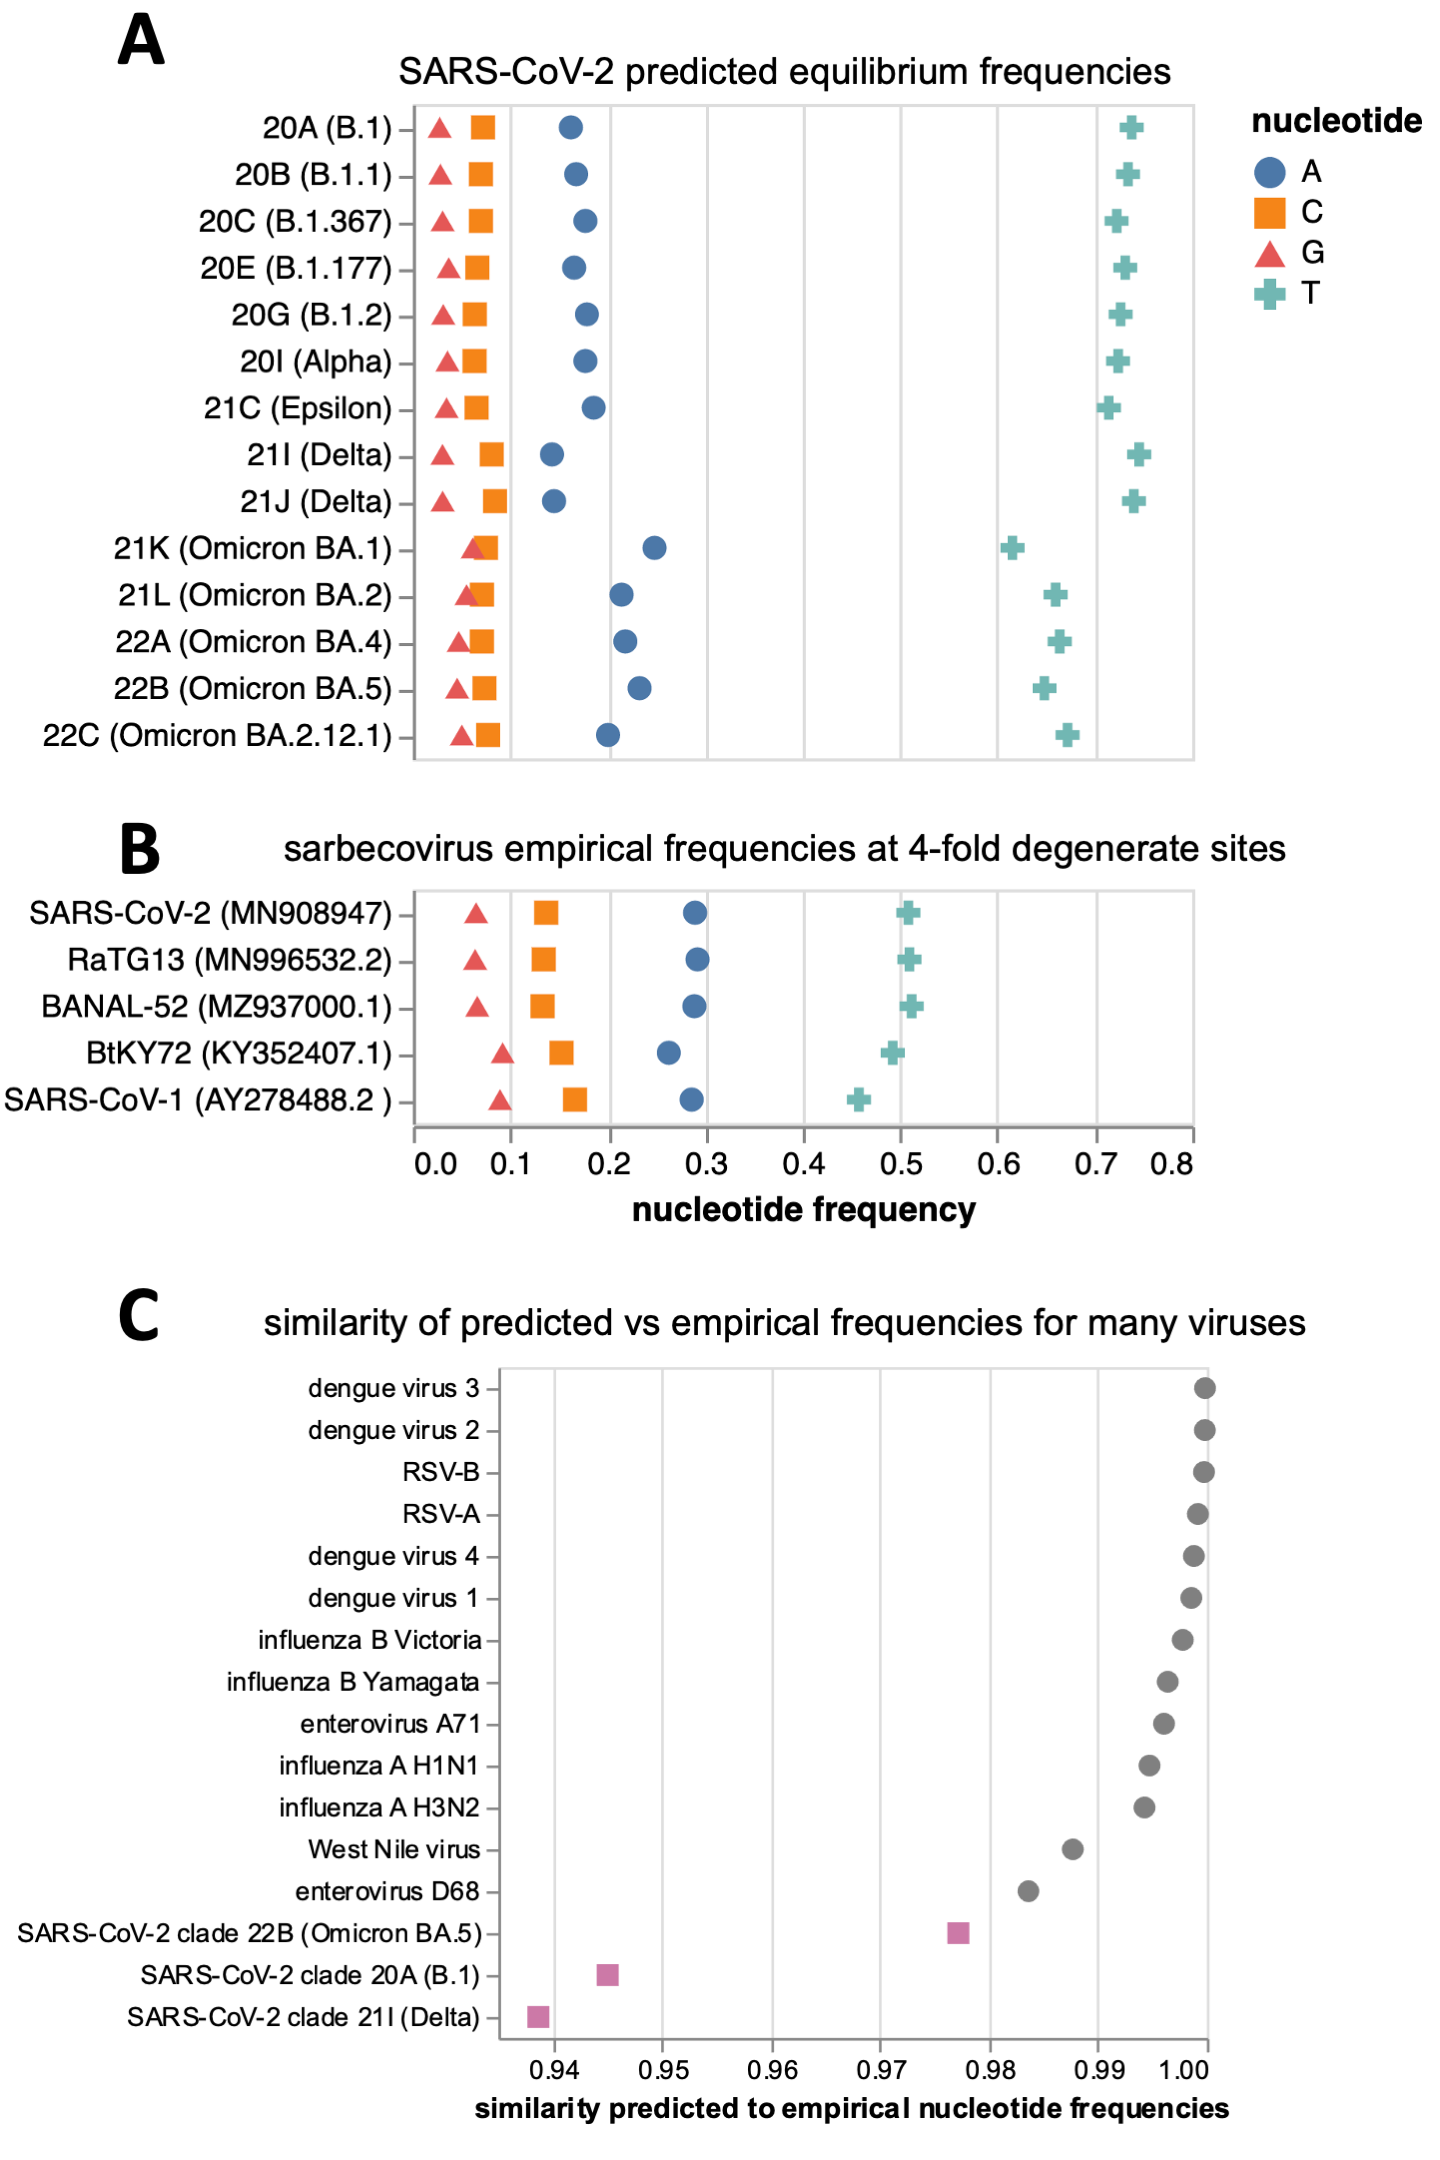 A
SARS-CoV-2 predicted equilibrium frequencies
20A (B.1)
20B (B.1.1)
20C (B.1.367)
20E (B.1.177)
20G (B.1.2)
20I (Alpha)
21C (Epsilon)
21I (Delta)
21J (Delta)
21K (Omicron BA.1)
21L (Omicron BA.2)
22A (Omicron BA.4)
22B (Omicron BA.5)
22C (Omicron BA.2.12.1)
nucleotide
A
C
G
T
B
sarbecovirus empirical frequencies at 4-fold degenerate sites
SARS-CoV-2 (MN908947)
RaTG13 (MN996532.2)
BANAL-52 (MZ937000.1)
BtKY72 (KY352407.1)
SARS-CoV-1 (AY278488.2 )
0.0 0.1 0.2 0.3 0.4 0.5 0.6 0.7 0.8
nucleotide frequency
C
similarity of predicted vs empirical frequencies for many viruses
dengue virus 3
dengue virus 2
RSV-B
RSV-A
dengue virus 4
dengue virus 1
influenza B Victoria
influenza B Yamagata
enterovirus A71
influenza A H1N1
influenza A H3N2
West Nile virus
enterovirus D68
SARS-CoV-2 clade 22B (Omicron BA.5)
SARS-CoV-2 clade 20A (B.1)
SARS-CoV-2 clade 21I (Delta)
0.94 0.95 0.96 0.97 0.98 0.99 1.00
similarity predicted to empirical nucleotide frequencies